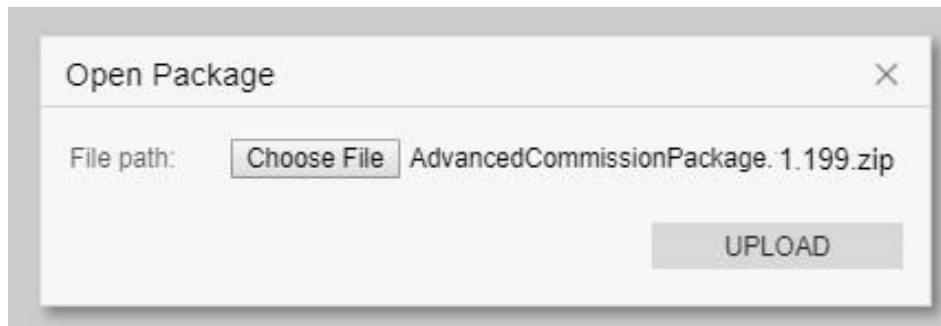 Open Package
File path: Choose File AdvancedCommissionPackage. 1.199.zip
UPLOAD